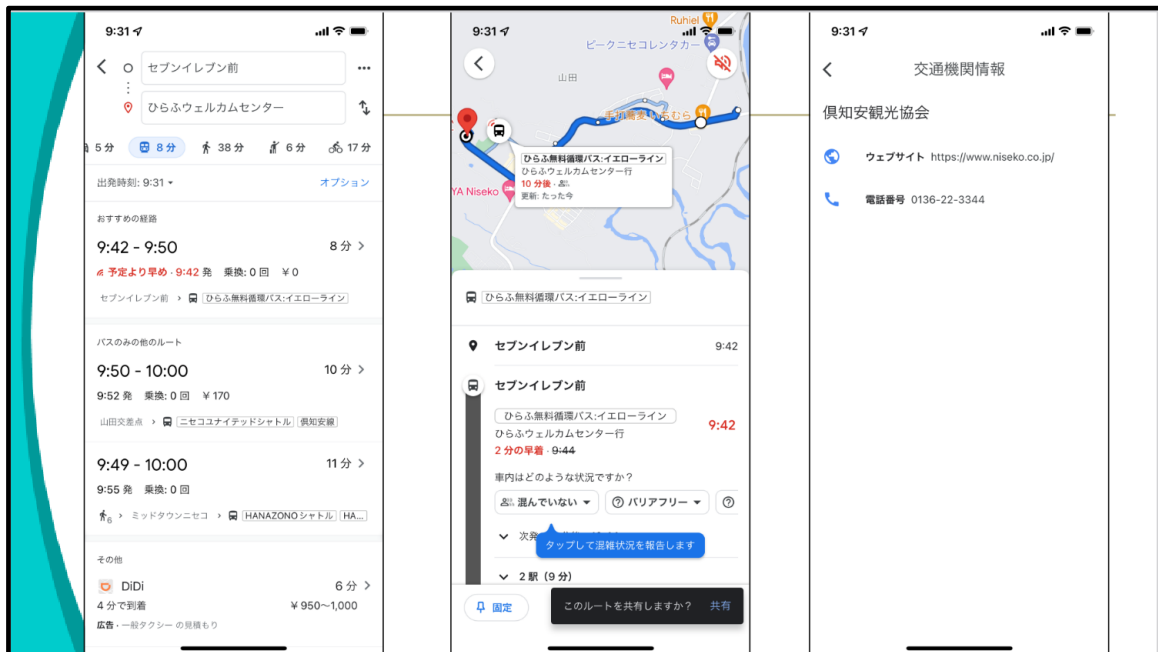 9:31
セブンイレブン前
ひらふウェルカムセンター
5 分
8 分
38 分
6 分
17 分
出発時刻: 9:31
オプション
おすすめの経路
9:42 - 9:50
8 分
予定より早め · 9:42 発 乗換: 0 回 ￥0
セブンイレブン前
ひらふ無料循環バス:イエローライン
バスのみの他のルート
9:50 - 10:00
10 分
9:52 発 乗換: 0 回 ￥170
山田交差点
ニセコユナイテッドシャトル 倶知安線
9:49 - 10:00
11 分
9:55 発 乗換: 0 回
6
ミッドタウンニセコ
HANAZONOシャトル HA...
その他
DiDi
6 分
4 分で到着
￥950～1,000
広告 · 一般タクシー の見積もり
9:31
Ruhiel
ピークニセコレンタカー
山田
手打蕎麦 いちむら
ひらふ無料循環バス:イエローライン
ひらふウェルカムセンター行
10 分後
更新: たった今
YA Niseko
ひらふ無料循環バス:イエローライン
セブンイレブン前
9:42
セブンイレブン前
ひらふ無料循環バス:イエローライン
9:42
ひらふウェルカムセンター行
2 分の早着 · 9:44
車内はどのような状況ですか？
混んでいない
バリアフリー
次発
タップして混雑状況を報告します
2 駅（9 分）
固定
このルートを共有しますか？ 共有
9:31
交通機関情報
倶知安観光協会
ウェブサイト https://www.niseko.co.jp/
電話番号 0136-22-3344